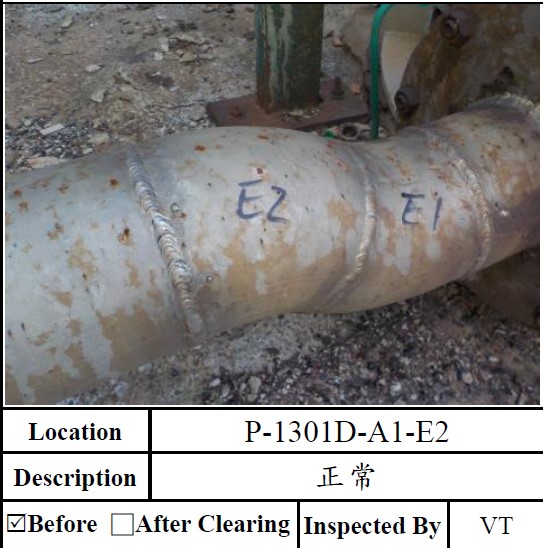 E2 E1
Location P-1301D-A1-E2
Description 正常
☑Before ☐After Clearing Inspected By VT